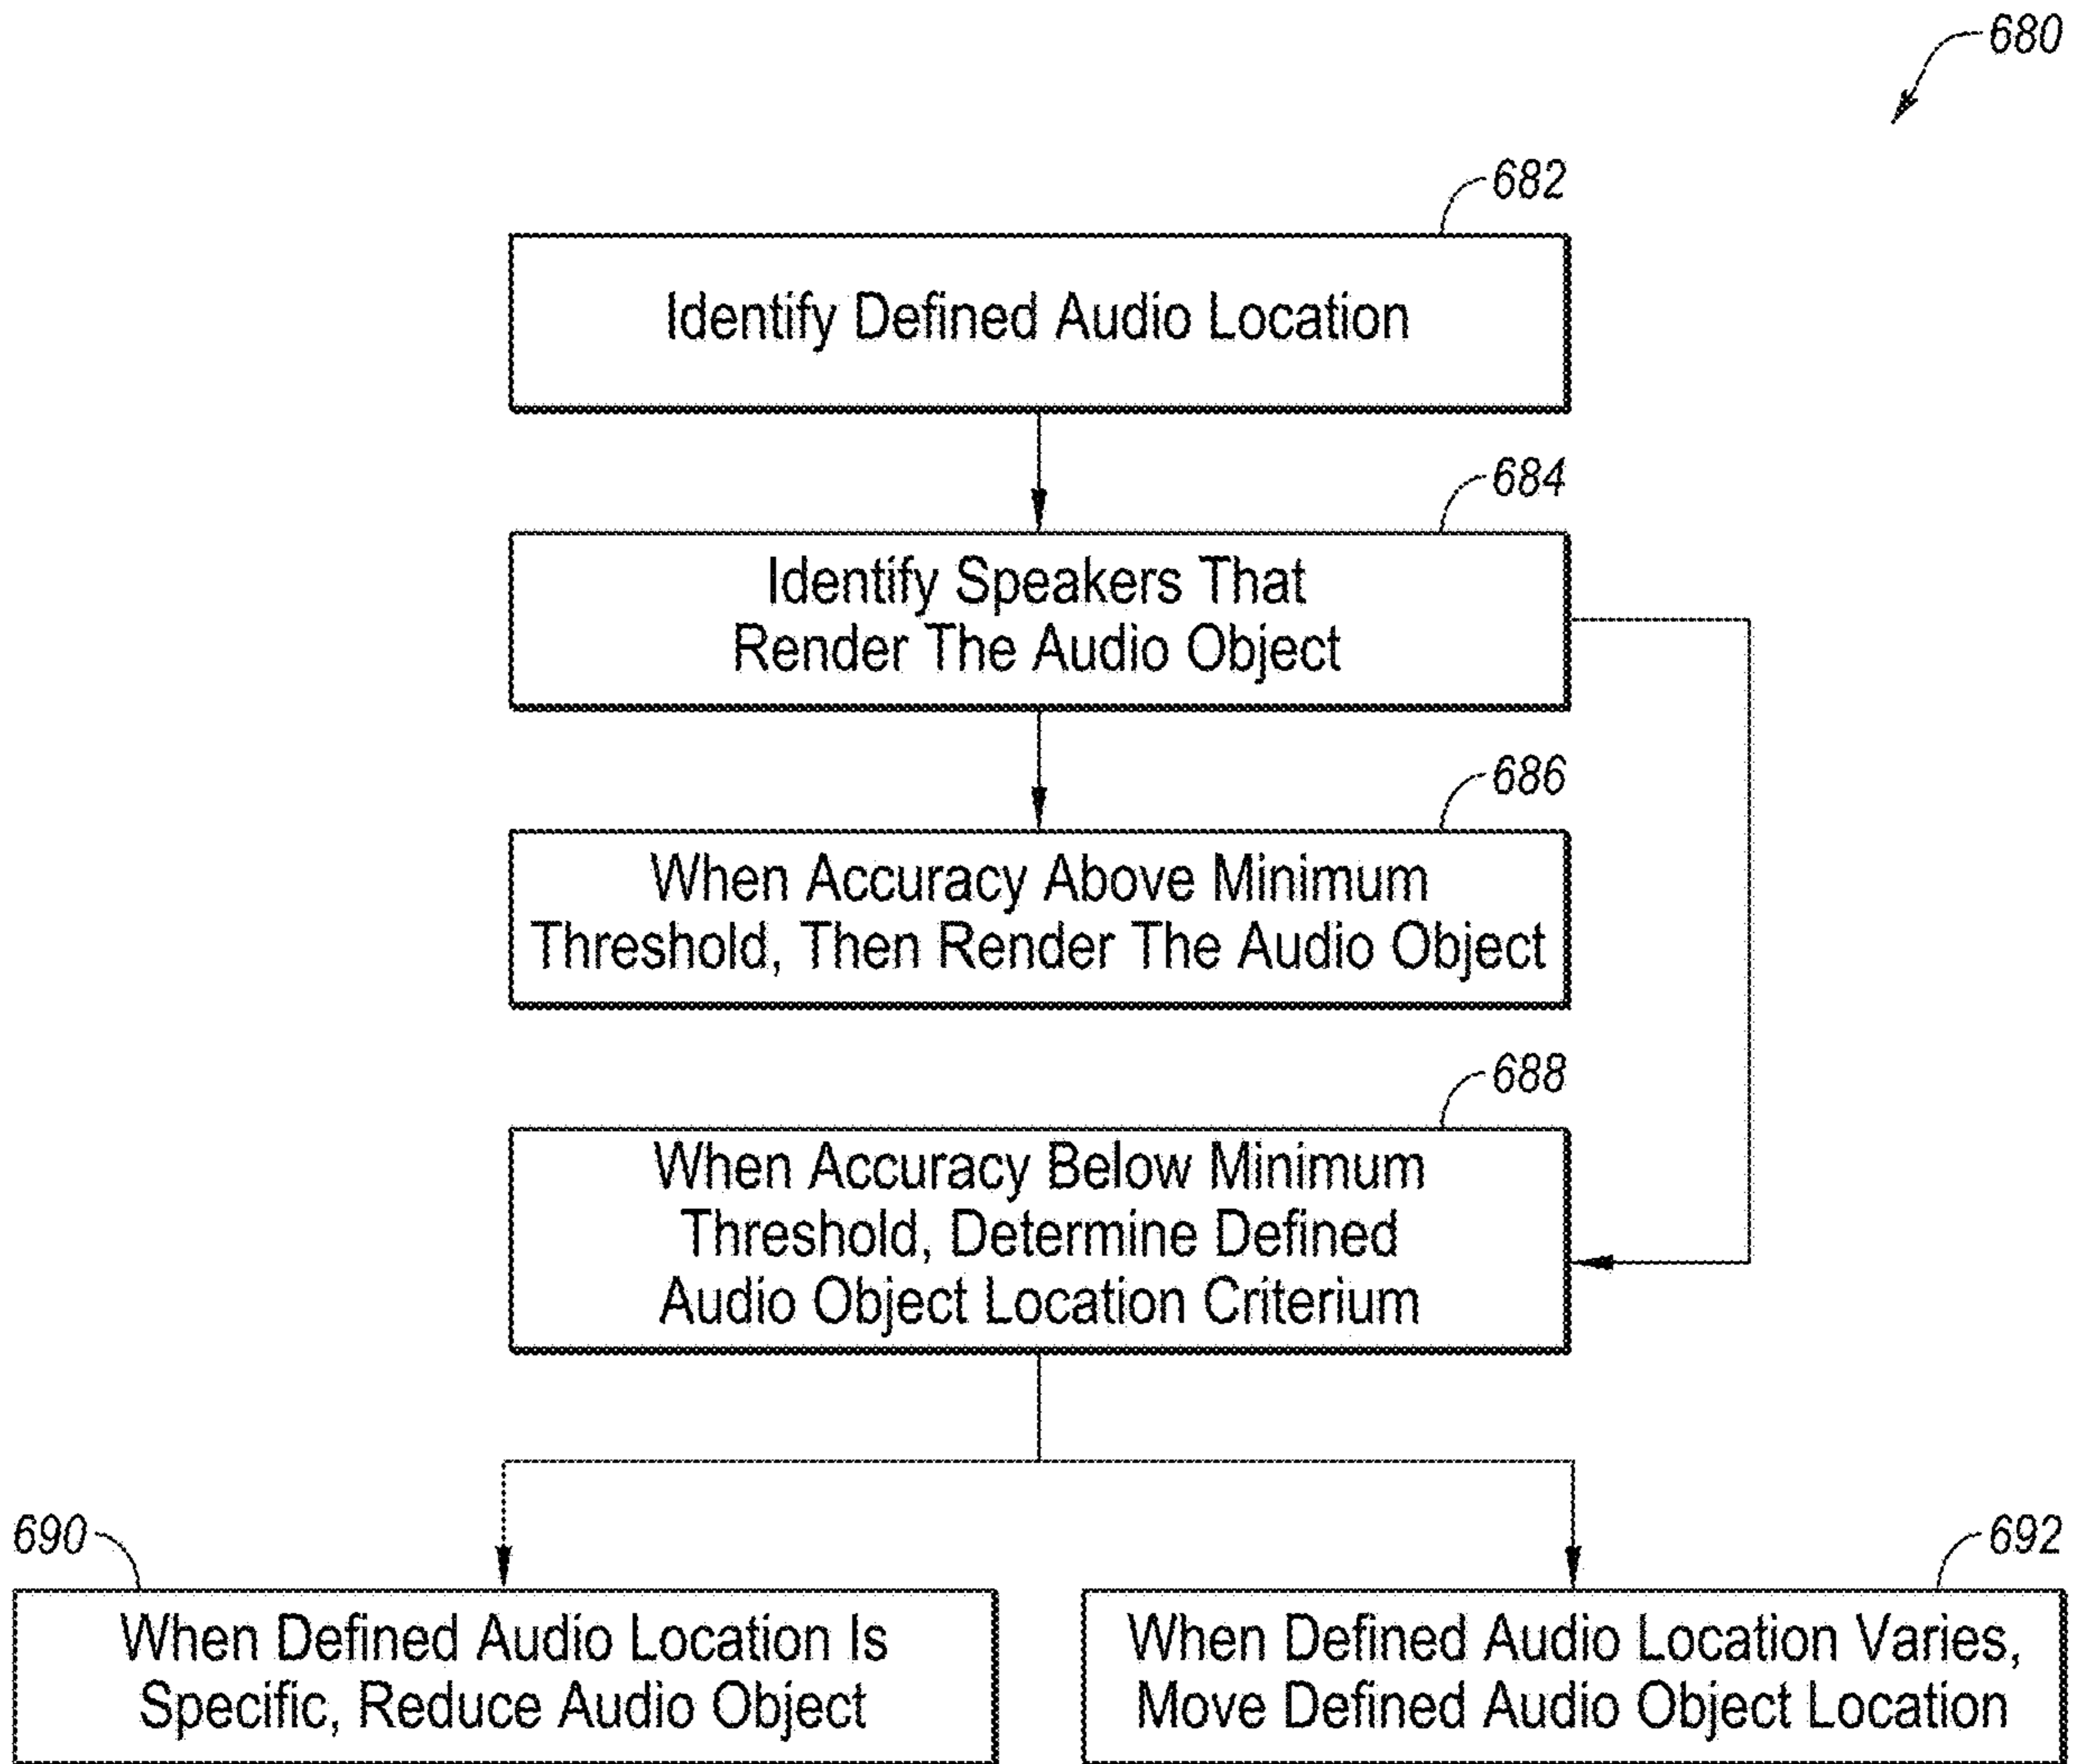 680
682
Identify Defined Audio Location
684
Identify Speakers That
Render The Audio Object
686
When Accuracy Above Minimum
Threshold, Then Render The Audio Object
688
When Accuracy Below Minimum
Threshold, Determine Defined
Audio Object Location Criterium
690
When Defined Audio Location Is
Specific, Reduce Audio Object
692
When Defined Audio Location Varies,
Move Defined Audio Object Location